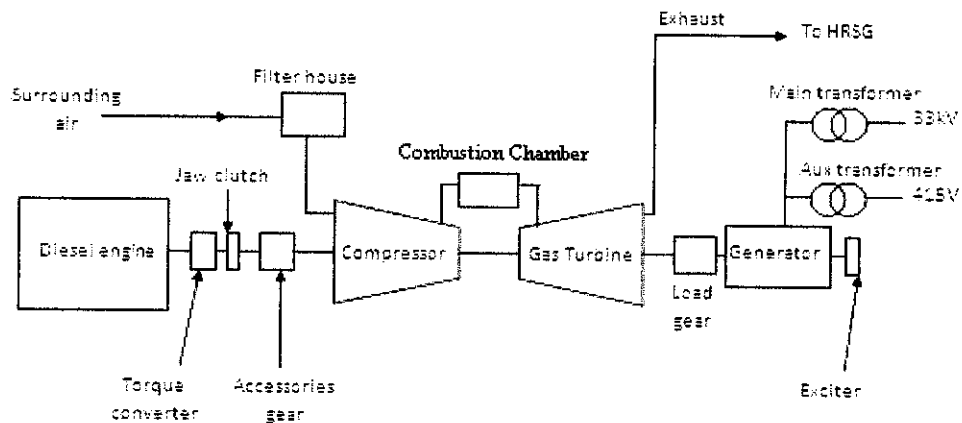 Exhaust
To HRSG
Filter house
Surrounding
air
Main transformer
33kV
Combustion Chamber
Jaw clutch
Aux transformer
415V
Diesel engine
Compressor
Gas Turbine
Generator
Load
gear
Torque
converter
Accessories
gear
Exciter